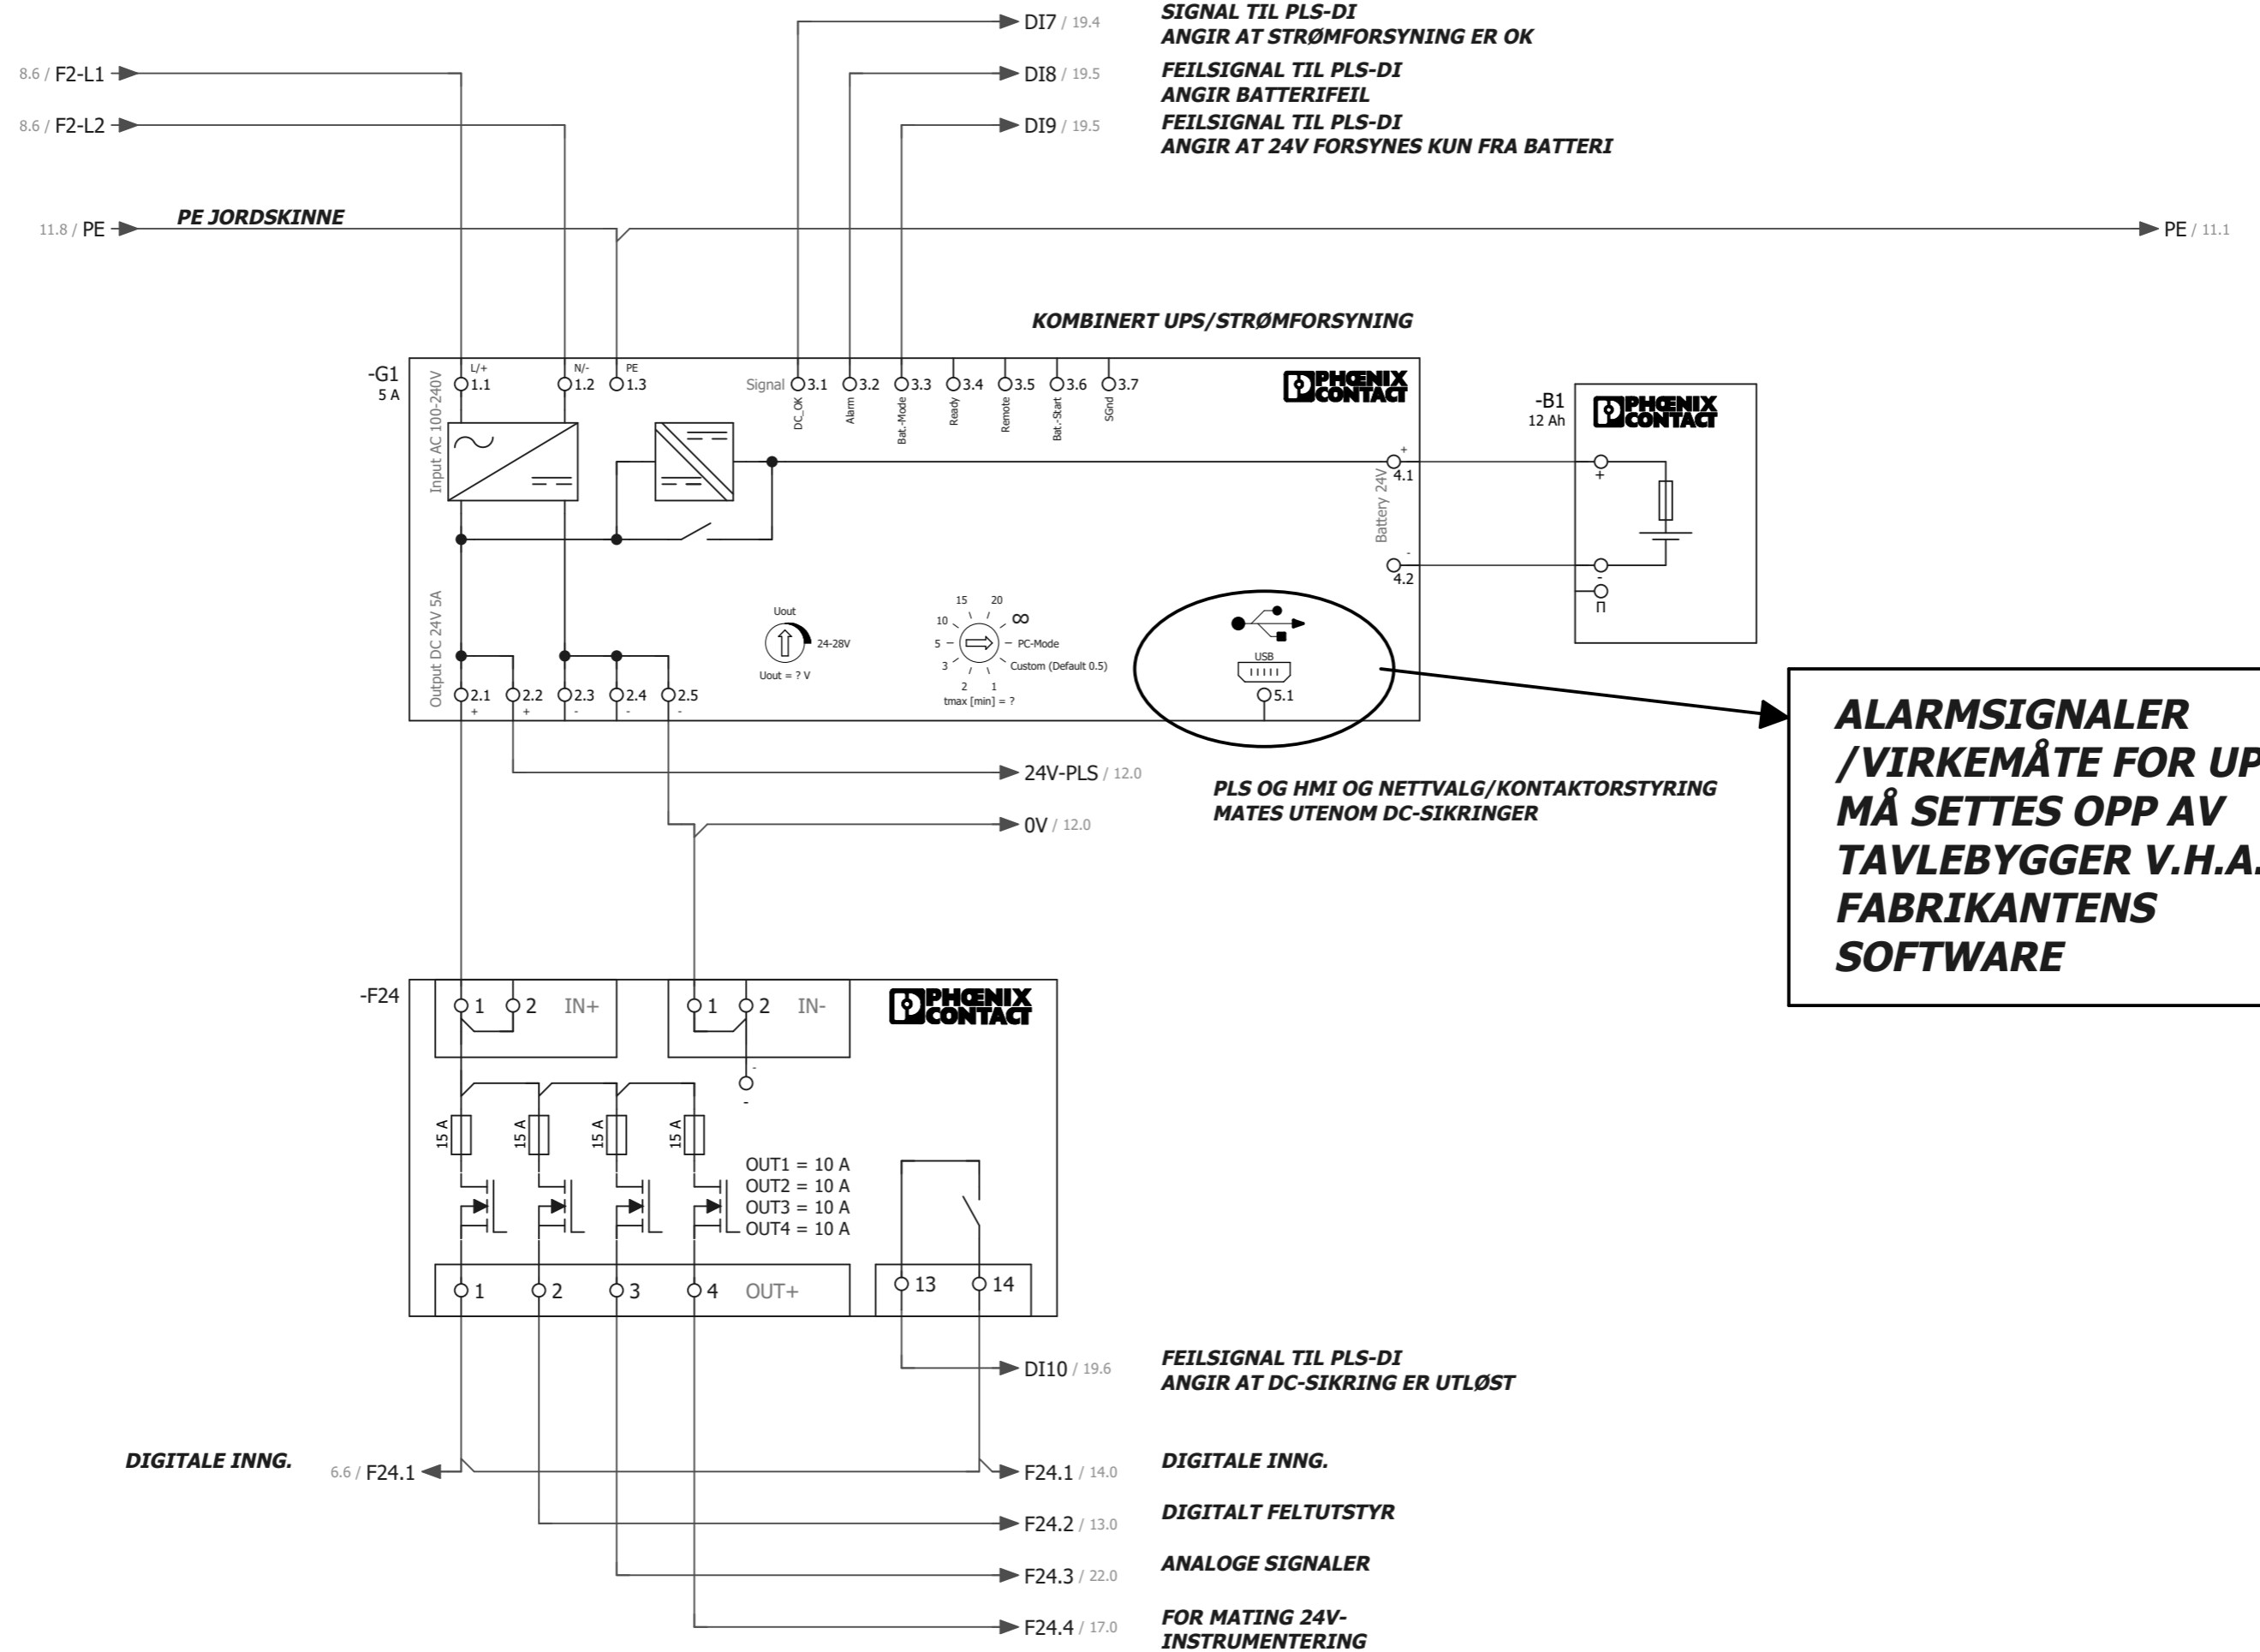 DI7 / 19.4
SIGNAL TIL PLS-DI
ANGIR AT STRØMFORSYNING ER OK
8.6 / F2-L1
DI8 / 19.5
FEILSIGNAL TIL PLS-DI
ANGIR BATTERIFEIL
8.6 / F2-L2
DI9 / 19.5
FEILSIGNAL TIL PLS-DI
ANGIR AT 24V FORSYNES KUN FRA BATTERI
11.8 / PE
PE JORDSKINNE
PE / 11.1
KOMBINERT UPS/STRØMFORSYNING
-G1
5 A
Input AC 100-240V
L/+
1.1
N/-
1.2
PE
1.3
Signal
3.1
3.2
3.3
3.4
3.5
3.6
3.7
DC_OK
Alarm
Bat.-Mode
Ready
Remote
Bat.-Start
SGnd
PHŒNIX
CONTACT
-B1
12 Ah
PHŒNIX
CONTACT
+
4.1
Battery 24V
-
4.2
+
-
Π
Output DC 24V 5A
Uout
24-28V
Uout = ? V
15
20
∞
10
5
PC-Mode
3
Custom (Default 0.5)
2
1
tmax [min] = ?
USB
5.1
2.1
+
2.2
+
2.3
-
2.4
-
2.5
-
ALARMSIGNALER
/VIRKEMÅTE FOR UP
MÅ SETTES OPP AV
TAVLEBYGGER V.H.A.
FABRIKANTENS
SOFTWARE
24V-PLS / 12.0
0V / 12.0
PLS OG HMI OG NETTVALG/KONTAKTORSTYRING
MATES UTENOM DC-SIKRINGER
-F24
1
2
IN+
1
2
IN-
PHŒNIX
CONTACT
-
-
15 A
15 A
15 A
15 A
OUT1 = 10 A
OUT2 = 10 A
OUT3 = 10 A
OUT4 = 10 A
1
2
3
4
OUT+
13
14
DI10 / 19.6
FEILSIGNAL TIL PLS-DI
ANGIR AT DC-SIKRING ER UTLØST
DIGITALE INNG.
6.6 / F24.1
F24.1 / 14.0
DIGITALE INNG.
F24.2 / 13.0
DIGITALT FELTUTSTYR
F24.3 / 22.0
ANALOGE SIGNALER
F24.4 / 17.0
FOR MATING 24V-
INSTRUMENTERING